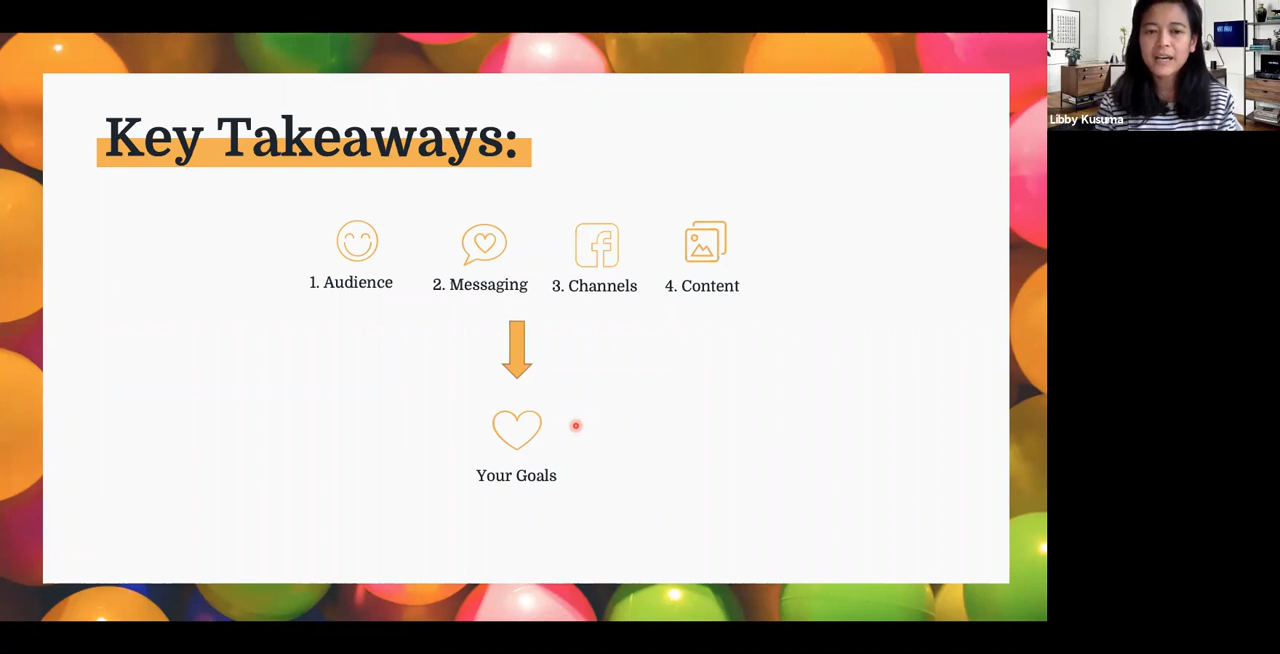 Key Takeaways:
1. Audience
2. Messaging
3. Channels
4. Content
Your Goals
Libby Kusuma